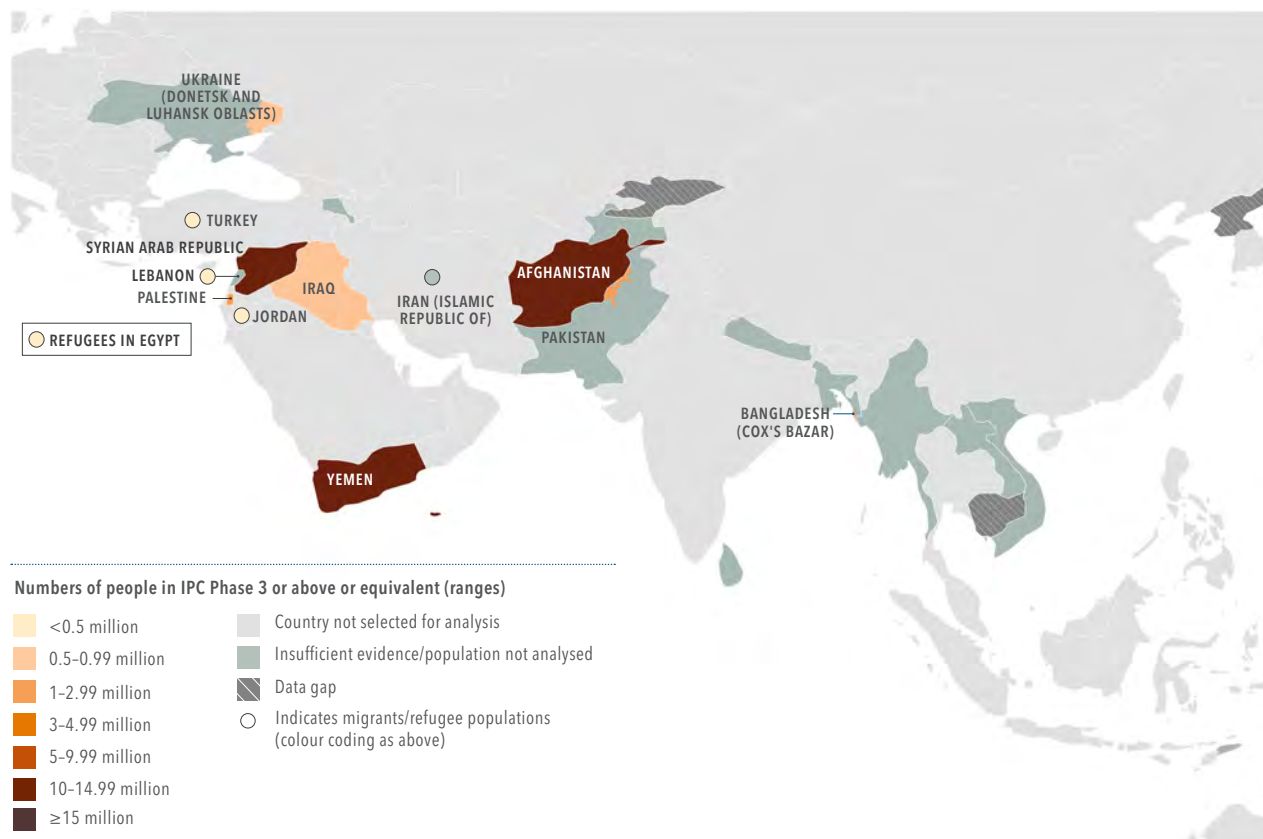 UKRAINE
(DONETSK AND
LUHANSK OBLASTS)
TURKEY
SYRIAN ARAB REPUBLIC
LEBANON
PALESTINE
IRAQ
JORDAN
REFUGEES IN EGYPT
IRAN (ISLAMIC
REPUBLIC OF)
AFGHANISTAN
PAKISTAN
BANGLADESH
(COX'S BAZAR)
YEMEN
Numbers of people in IPC Phase 3 or above or equivalent (ranges)
<0.5 million
0.5–0.99 million
1–2.99 million
3–4.99 million
5–9.99 million
10–14.99 million
≥15 million
Country not selected for analysis
Insufficient evidence/population not analysed
Data gap
Indicates migrants/refugee populations
(colour coding as above)